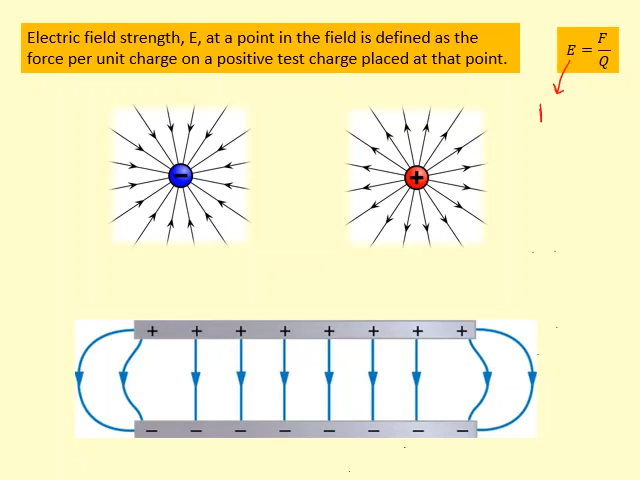 Electric field strength, E, at a point in the field is defined as the
force per unit charge on a positive test charge placed at that point.
E = F/Q
−
+
+ + + + + + + +
− − − − − − − −